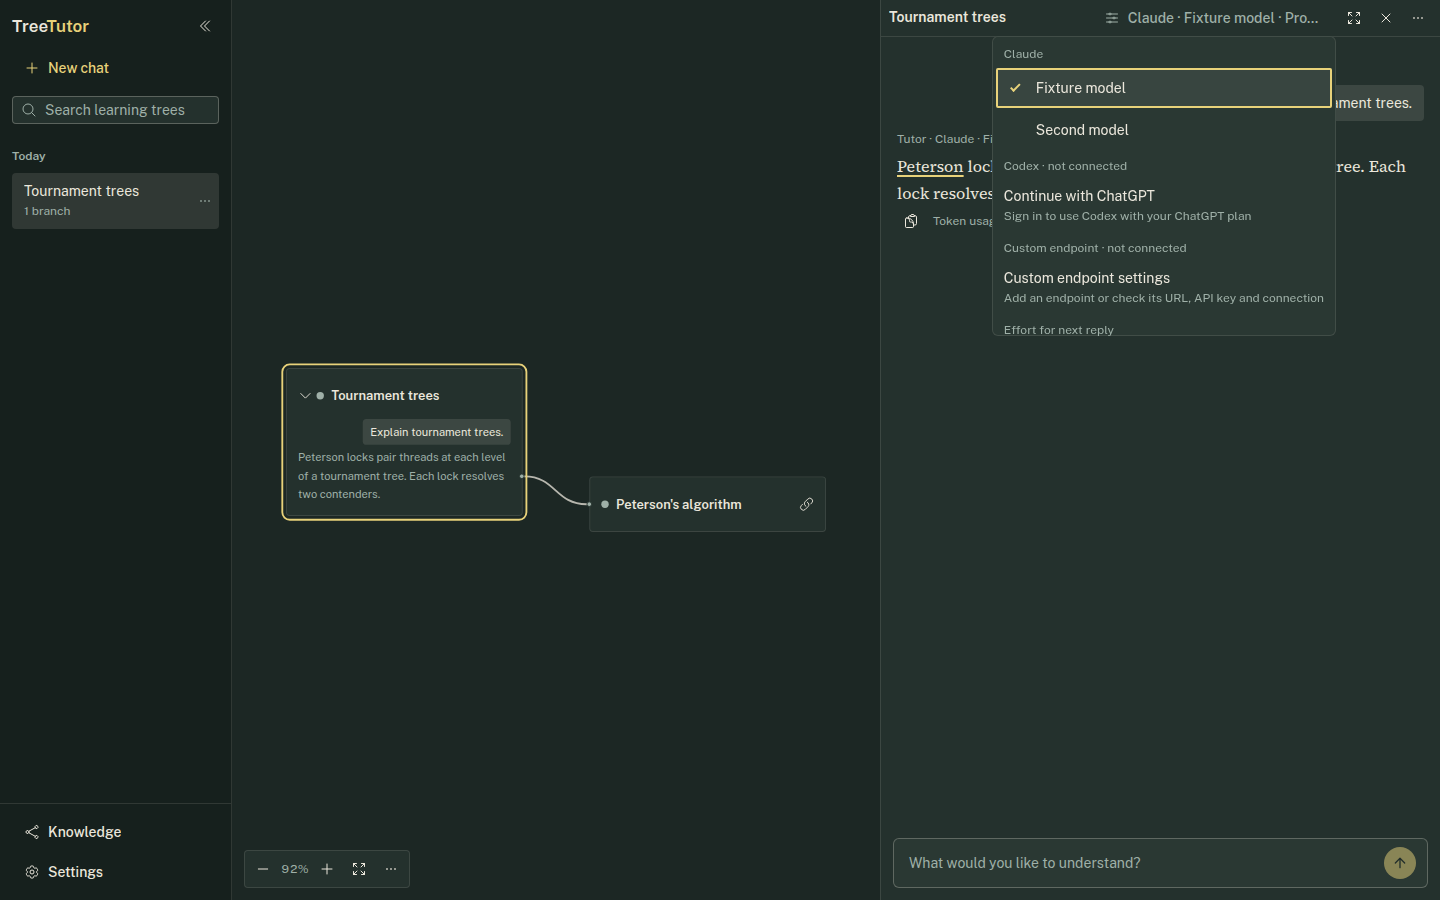 TreeTutor
New chat
Search learning trees
Today
Tournament trees
1 branch
Knowledge
Settings
Tournament trees
Explain tournament trees.
Peterson locks pair threads at each level
of a tournament tree. Each lock resolves
two contenders.
Peterson's algorithm
92%
Tournament trees
Claude · Fixture model · Pro...
Claude
Fixture model
Second model
Codex · not connected
Continue with ChatGPT
Sign in to use Codex with your ChatGPT plan
Custom endpoint · not connected
Custom endpoint settings
Add an endpoint or check its URL, API key and connection
Effort for next reply
trees.
Tutor · Claude ·
Peterson
Each
lock resolves
Token
What would you like to understand?